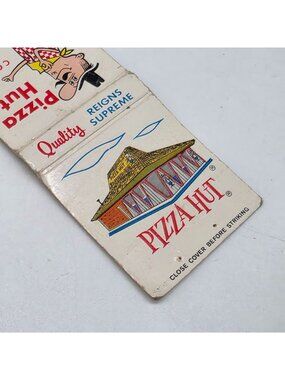 Pizza
Hut
Quality
REIGNS
SUPREME
PIZZA HUT ®
®
CLOSE COVER BEFORE STRIKING